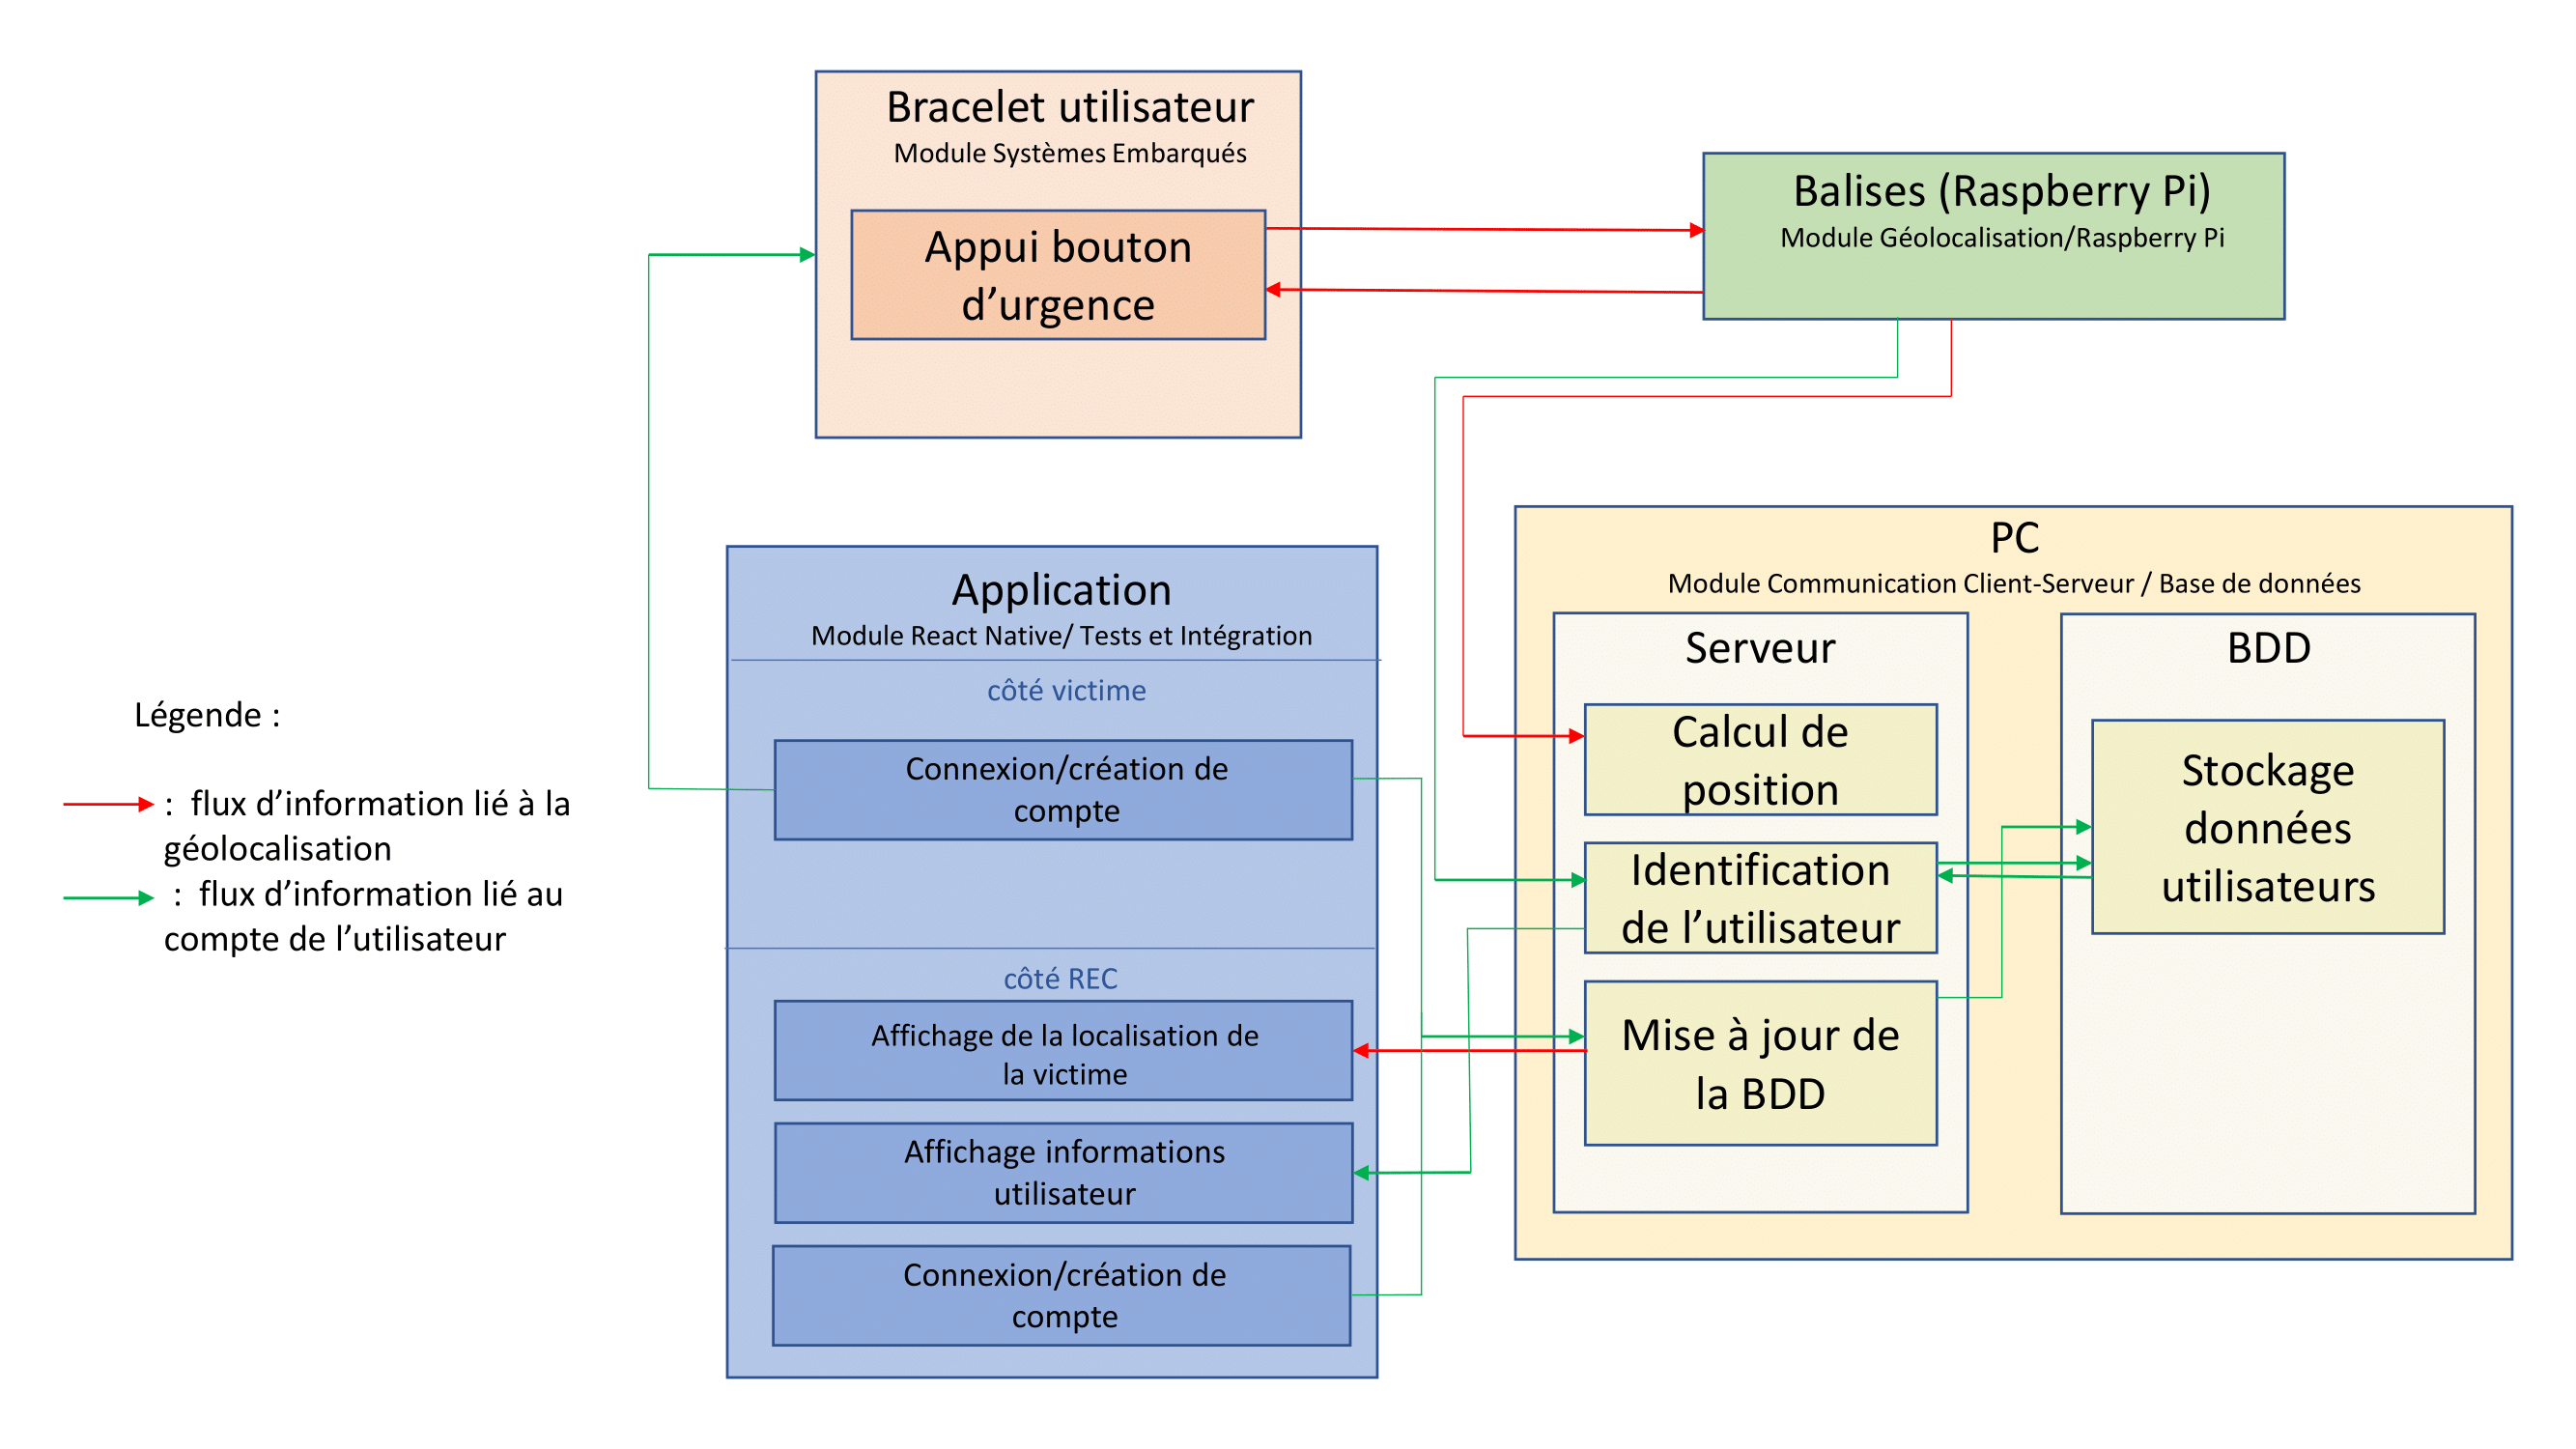 Bracelet utilisateur
Module Systèmes Embarqués
Appui bouton
d’urgence
Balises (Raspberry Pi)
Module Géolocalisation/Raspberry Pi
Application
Module React Native/ Tests et Intégration
côté victime
Connexion/création de
compte
côté REC
Affichage de la localisation de
la victime
Affichage informations
utilisateur
Connexion/création de
compte
PC
Module Communication Client-Serveur / Base de données
Serveur
Calcul de
position
Identification
de l’utilisateur
Mise à jour de
la BDD
BDD
Stockage
données
utilisateurs
Légende :
: flux d’information lié à la
géolocalisation
: flux d’information lié au
compte de l’utilisateur